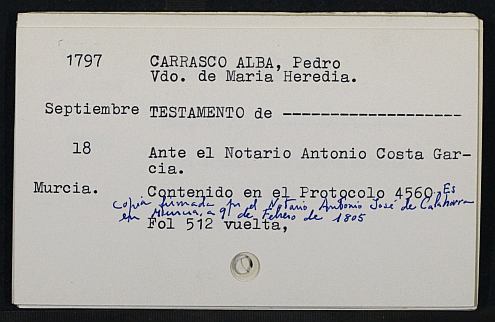 1797 CARRASCO ALBA, Pedro
Vdo. de Maria Heredia.
Septiembre TESTAMENTO de -------------------
18 Ante el Notario Antonio Costa Gar-
cia.
Murcia. Contenido en el Protocolo 4560. Es
copia firmada por el Notario Antonio José de Calahorra
en Murcia, a 9 de Febrero de 1805
Fol 512 vuelta,